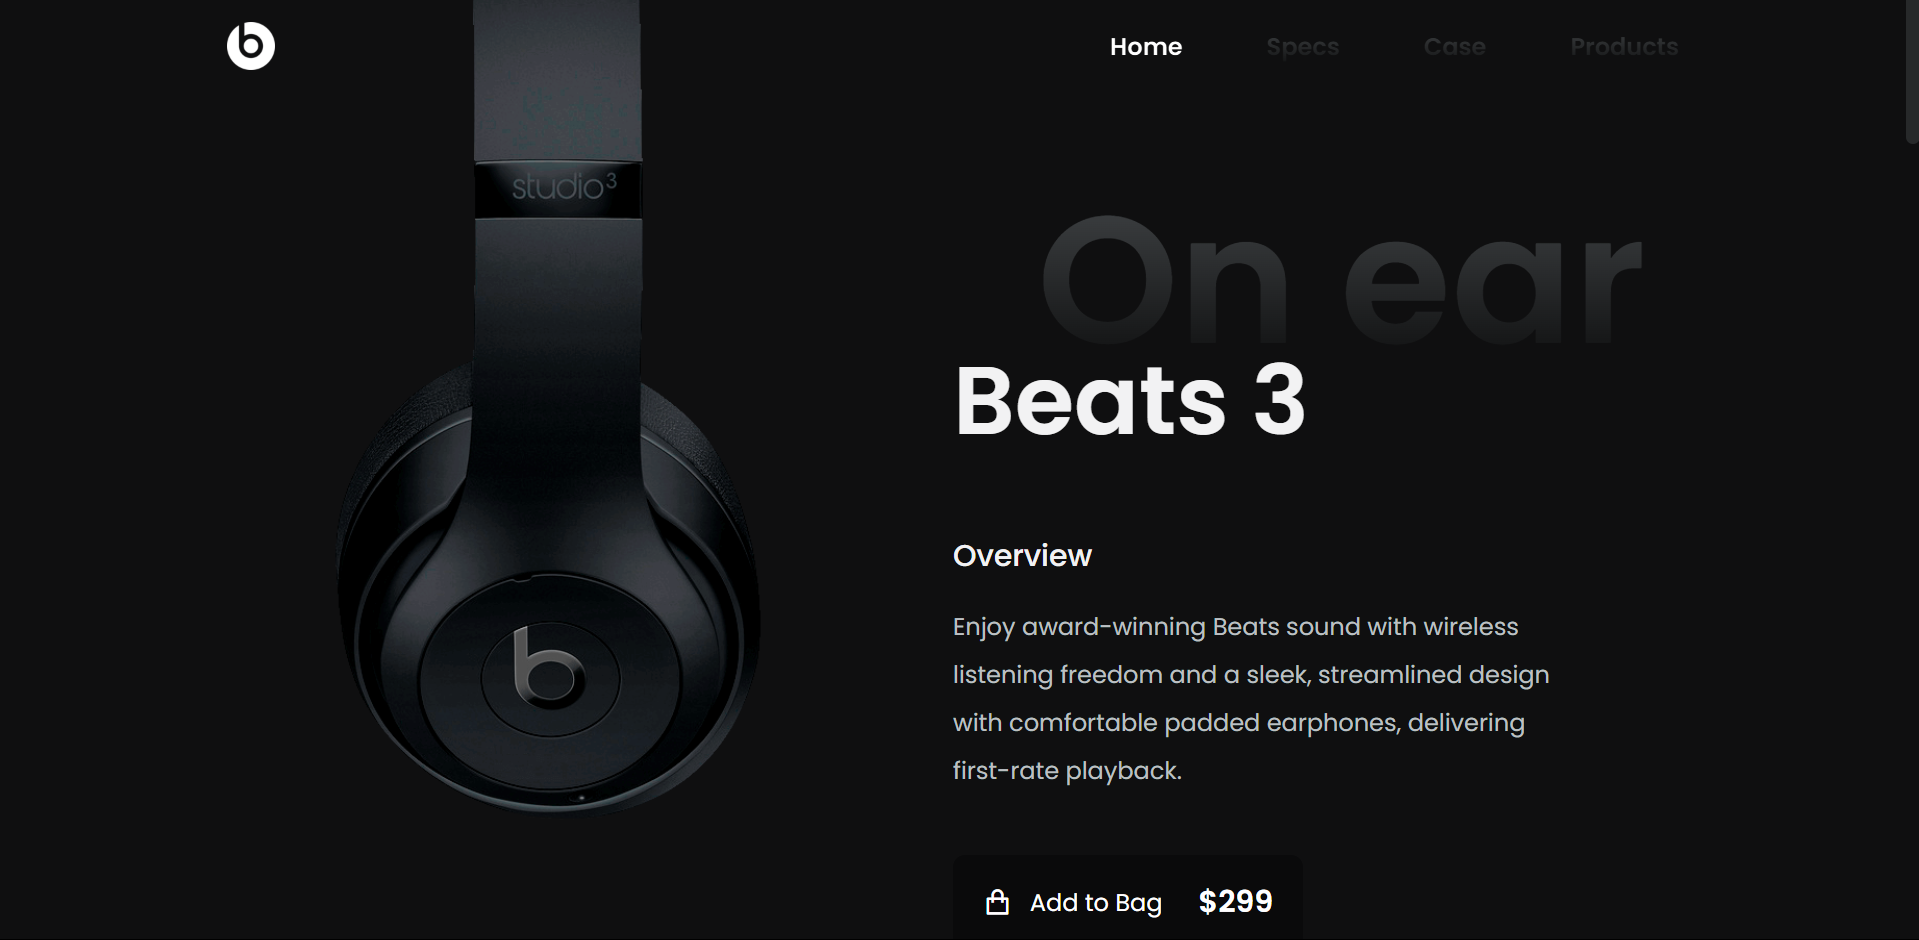 Home Specs Case Products
studio3
On ear
Beats 3
Overview
Enjoy award-winning Beats sound with wireless
listening freedom and a sleek, streamlined design
with comfortable padded earphones, delivering
first-rate playback.
Add to Bag $299